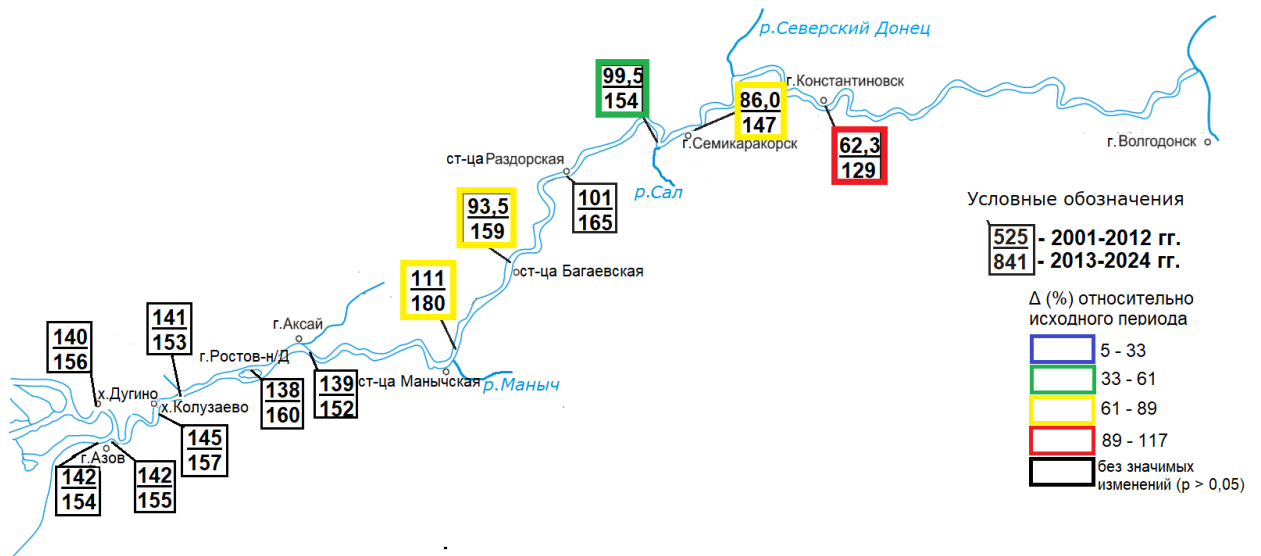 р.Северский Донец
99,5
154
86,0
147
г.Константиновск
г.Семикаракорск
62,3
129
г.Волгодонск
ст-ца Раздорская
р.Сал
101
165
93,5
159
ст-ца Багаевская
111
180
Условные обозначения
525 - 2001-2012 гг.
841 - 2013-2024 гг.
Δ (%) относительно
исходного периода
5 - 33
33 - 61
61 - 89
89 - 117
без значимых
изменений (p > 0,05)
140
156
141
153
г.Аксай
г.Ростов-н/Д
х.Дугино
х.Колузаево
138
160
139
152
ст-ца Манычская
р.Маныч
145
157
г.Азов
142
154
142
155